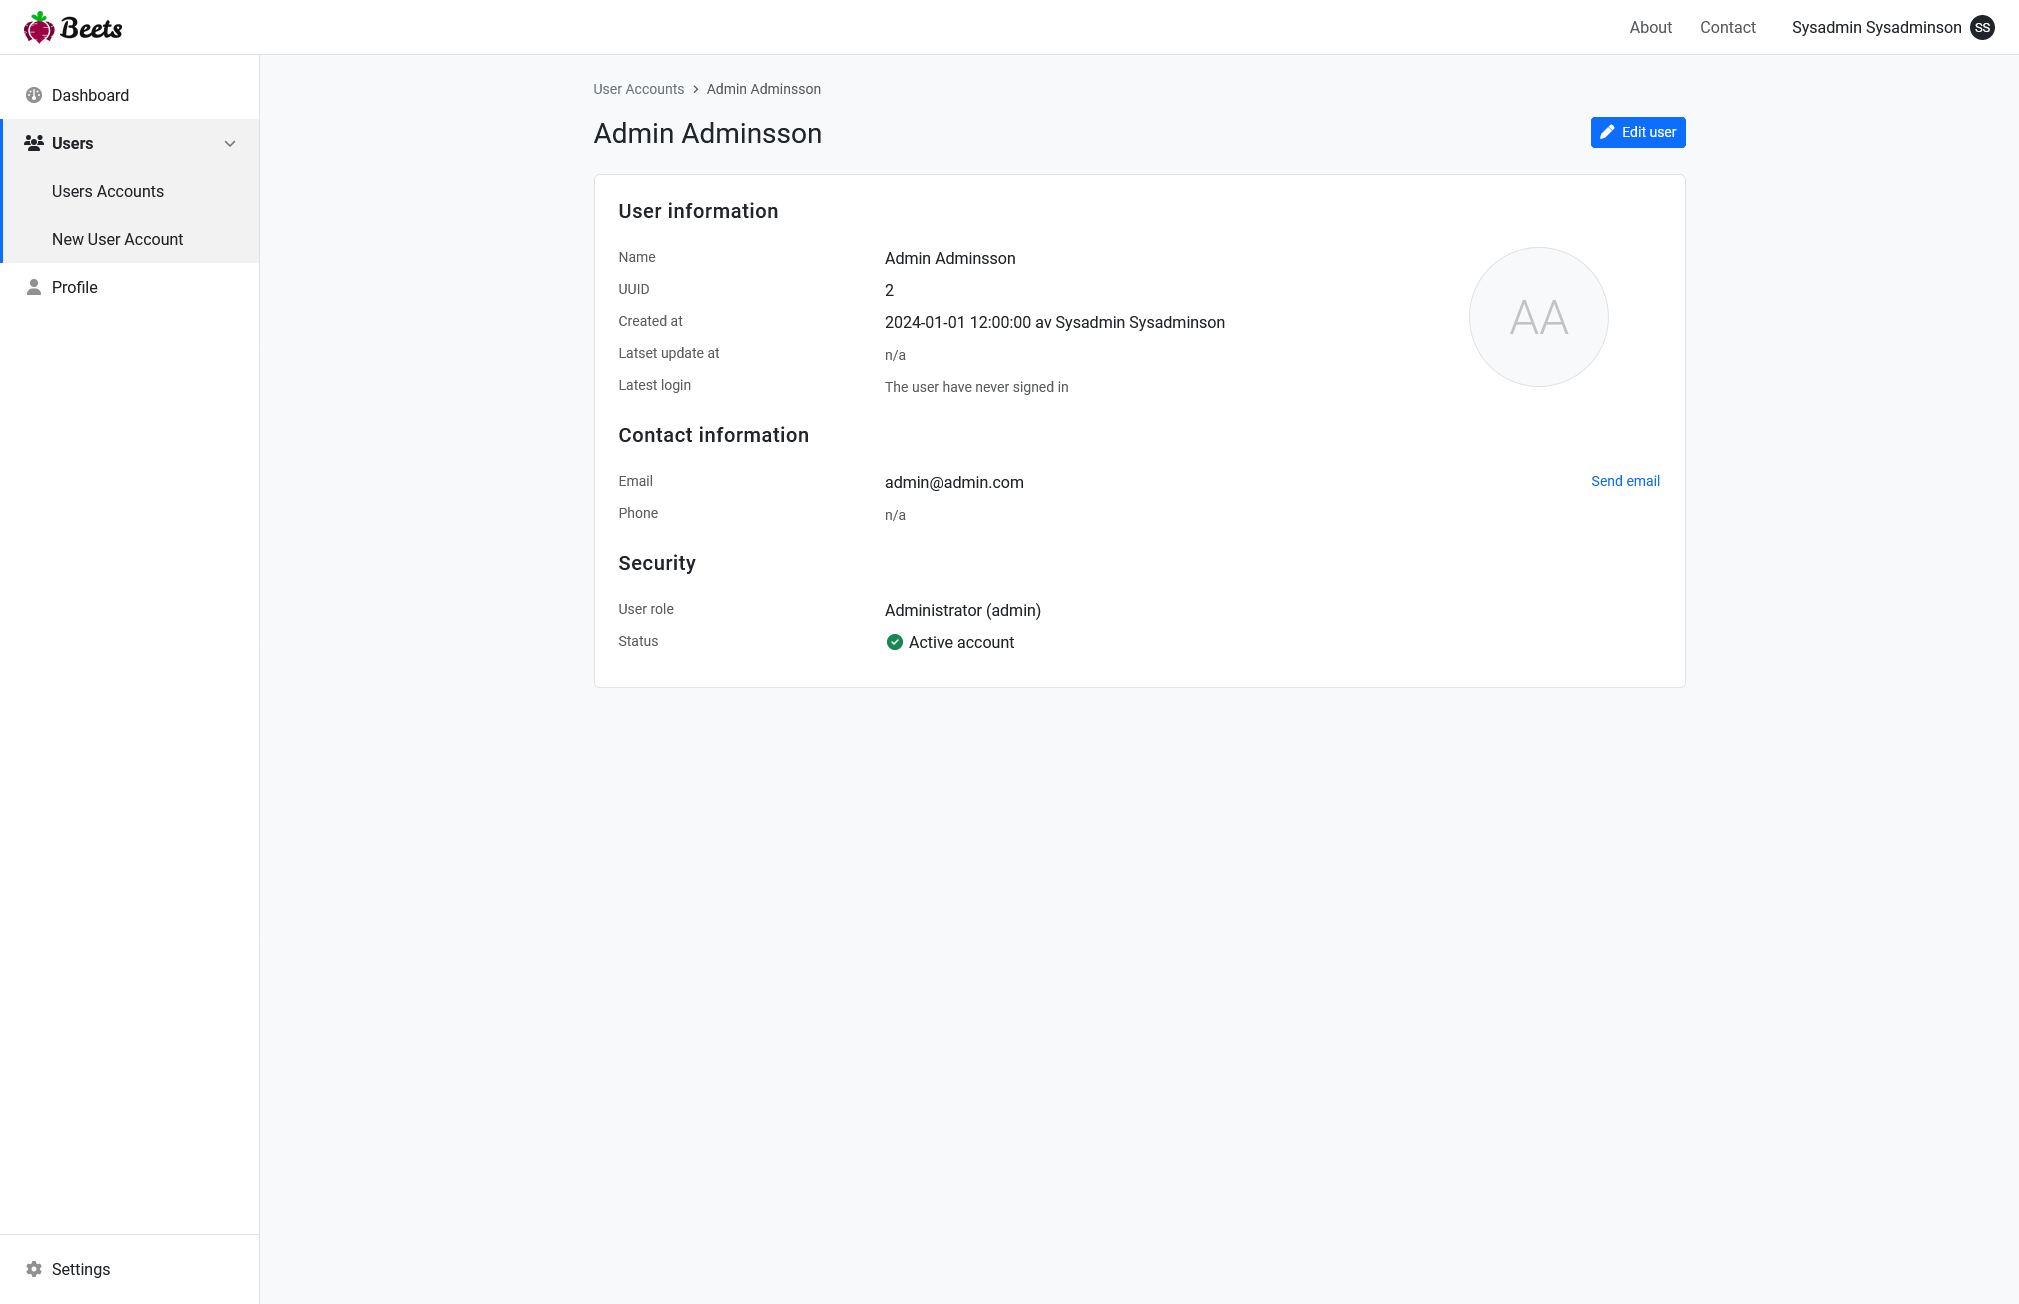 Beets
About Contact Sysadmin Sysadminson SS
Dashboard
Users
Users Accounts
New User Account
Profile
Settings
User Accounts > Admin Adminsson
Admin Adminsson
Edit user
User information
Name Admin Adminsson
UUID 2
Created at 2024-01-01 12:00:00 av Sysadmin Sysadminson
Latset update at n/a
Latest login The user have never signed in
AA
Contact information
Email admin@admin.com Send email
Phone n/a
Security
User role Administrator (admin)
Status Active account